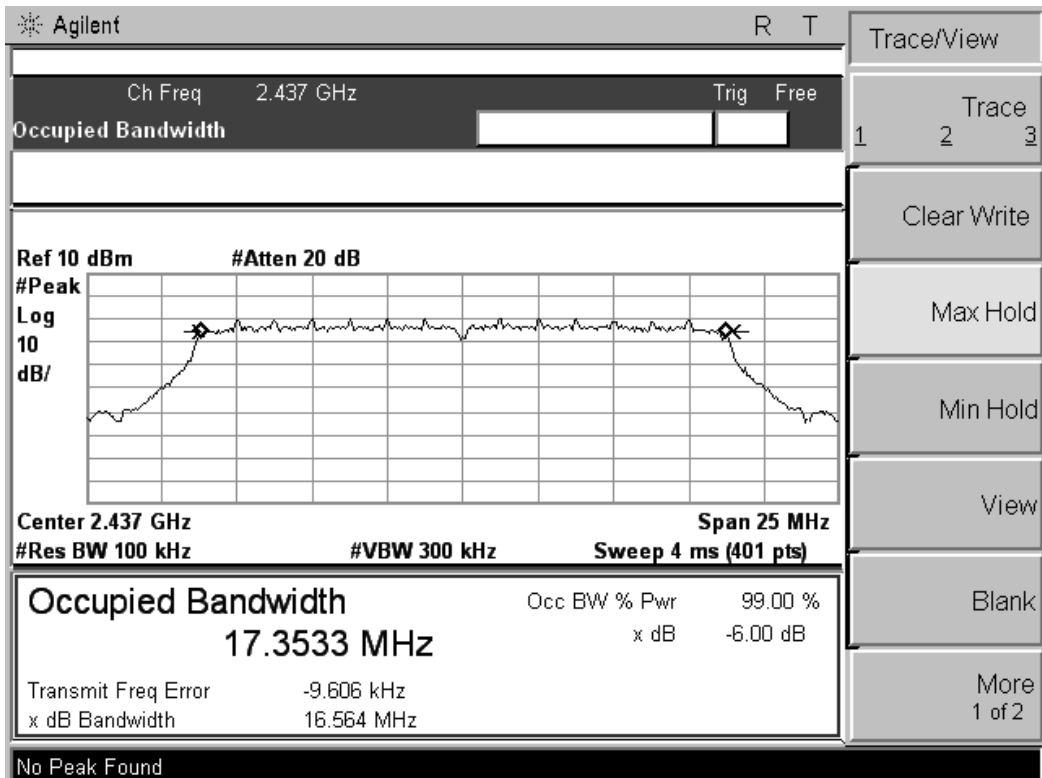 Agilent R T
Ch Freq 2.437 GHz Trig Free
Occupied Bandwidth
Ref 10 dBm #Atten 20 dB
#Peak
Log
10
dB/
Center 2.437 GHz Span 25 MHz
#Res BW 100 kHz #VBW 300 kHz Sweep 4 ms (401 pts)
Occupied Bandwidth Occ BW % Pwr 99.00 %
17.3533 MHz x dB -6.00 dB
Transmit Freq Error -9.606 kHz
x dB Bandwidth 16.564 MHz
No Peak Found
Trace/View
Trace
1 2 3
Clear Write
Max Hold
Min Hold
View
Blank
More
1 of 2